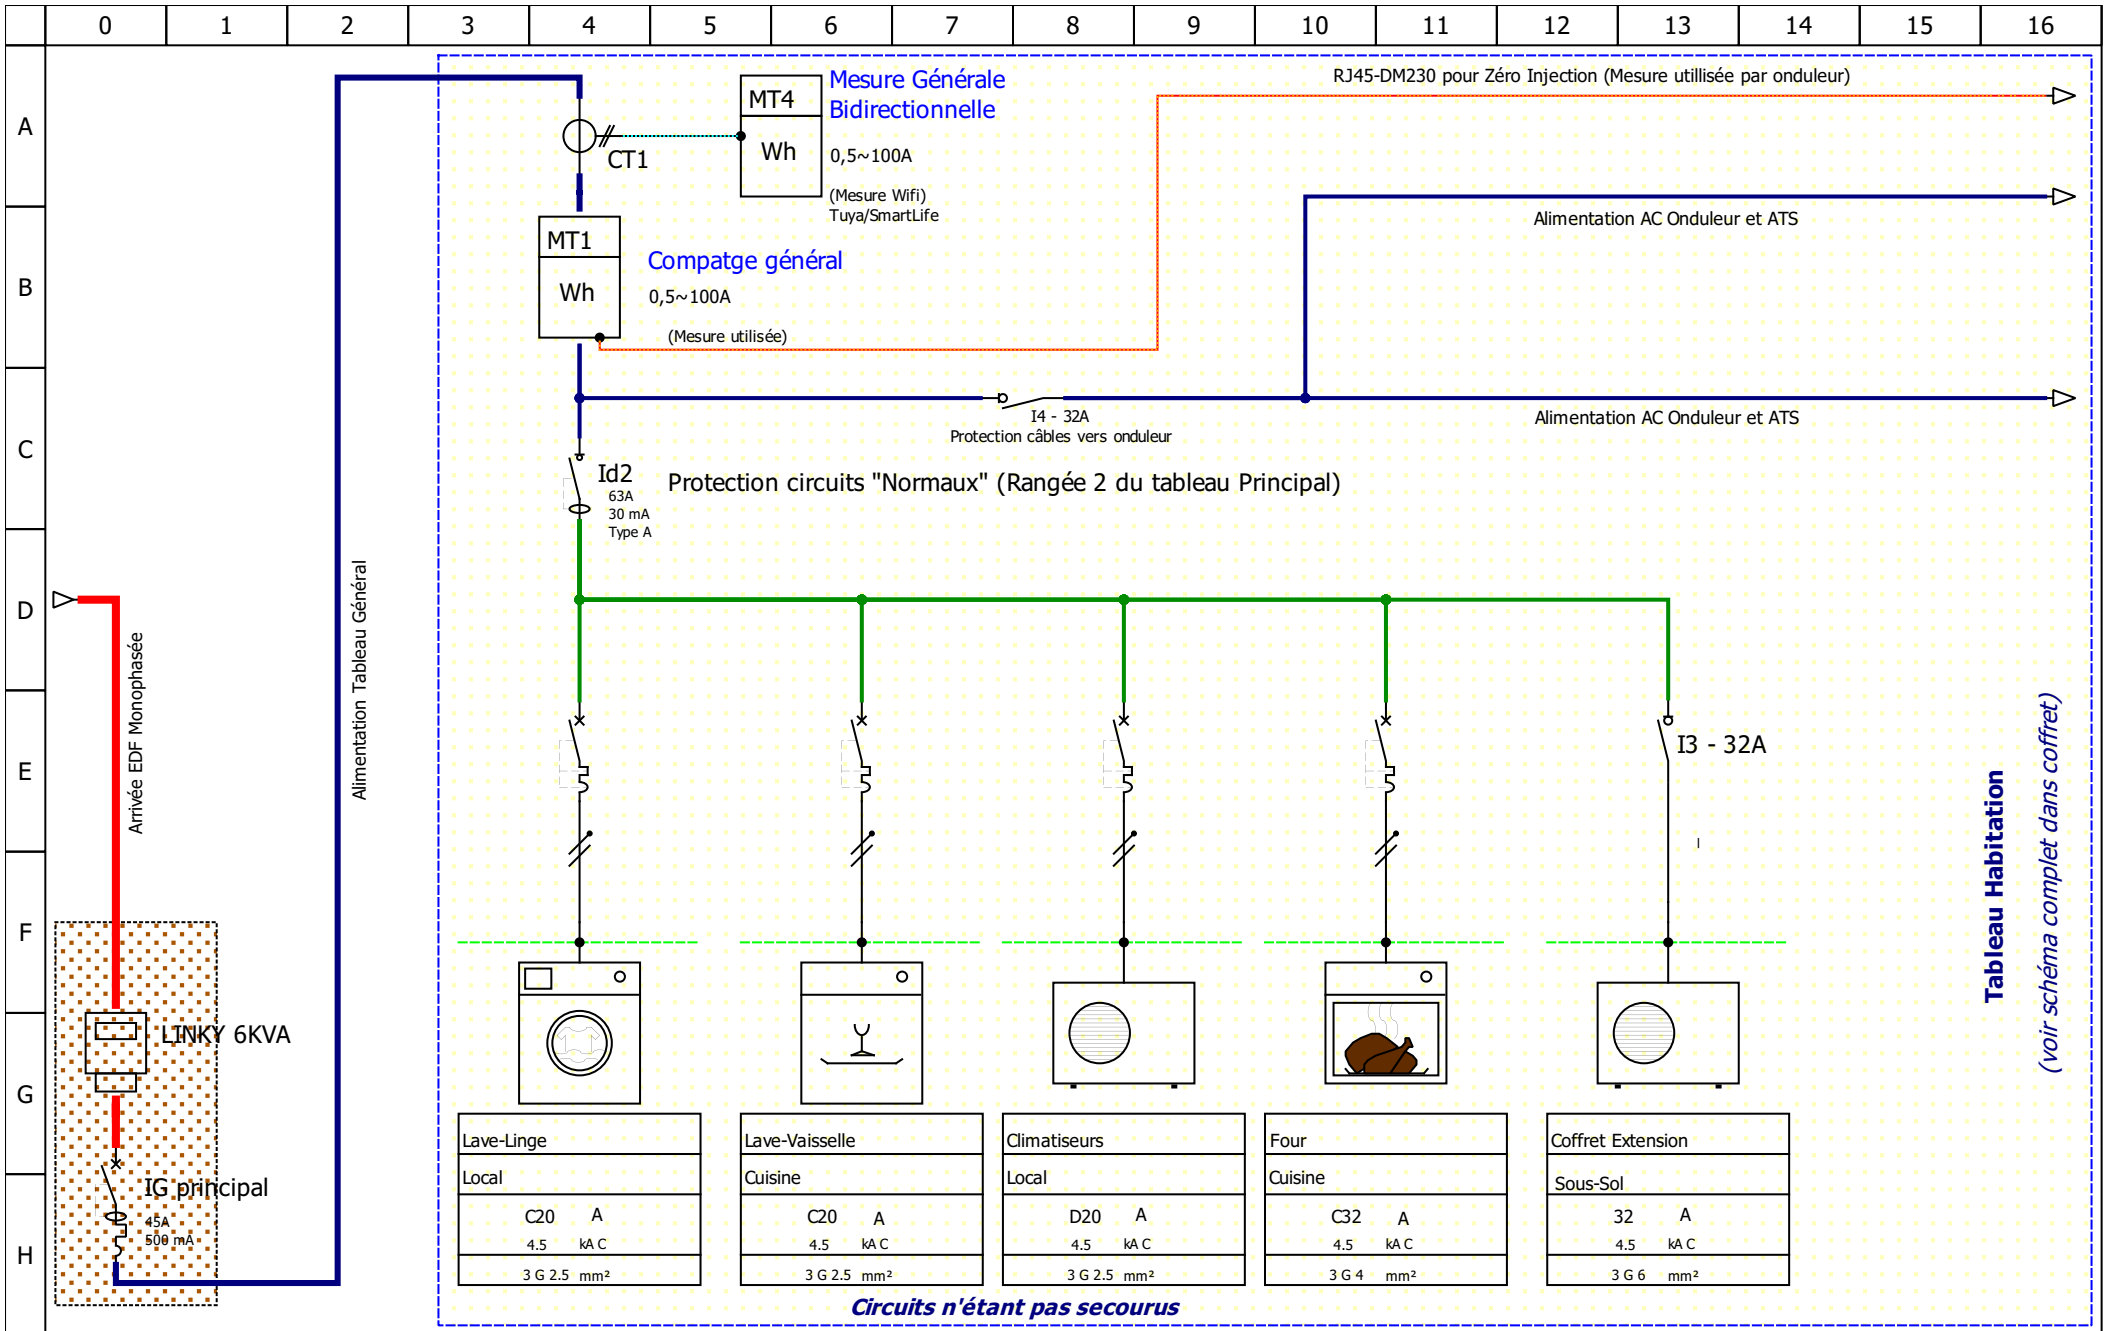 0 1 2 3 4 5 6 7 8 9 10 11 12 13 14 15 16
A
B
C
D
E
F
G
H
MT4
Wh
Mesure Générale
Bidirectionnelle
0,5~100A
(Mesure Wifi)
Tuya/SmartLife
CT1
RJ45-DM230 pour Zéro Injection (Mesure utillisée par onduleur)
Alimentation AC Onduleur et ATS
MT1
Wh
Compatge général
0,5~100A
(Mesure utilisée)
I4 - 32A
Protection câbles vers onduleur
Alimentation AC Onduleur et ATS
Id2
63A
30 mA
Type A
Protection circuits "Normaux" (Rangée 2 du tableau Principal)
Arrivée EDF Monophasée
Alimentation Tableau Général
I3 - 32A
I
Tableau Habitation
(voir schéma complet dans coffret)
LINKY 6KVA
IG principal
45A
500 mA
Lave-Linge
Local
C20 A
4.5 kA C
3 G 2.5 mm²
Lave-Vaisselle
Cuisine
C20 A
4.5 kA C
3 G 2.5 mm²
Climatiseurs
Local
D20 A
4.5 kA C
3 G 2.5 mm²
Four
Cuisine
C32 A
4.5 kA C
3 G 4 mm²
Coffret Extension
Sous-Sol
32 A
4.5 kA C
3 G 6 mm²
Circuits n'étant pas secourus